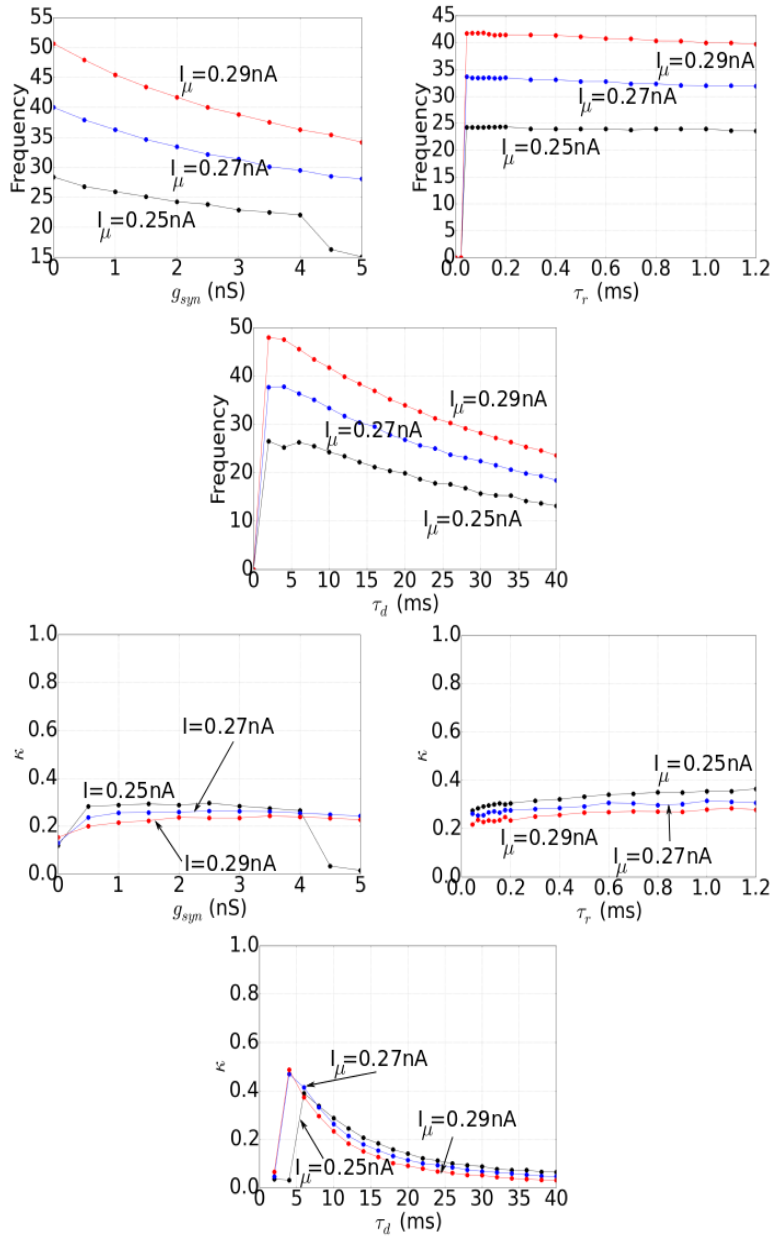 55
50
45
40
35
30
25
20
15
Frequency
I_μ=0.29nA
I_μ=0.27nA
I_μ=0.25nA
0 1 2 3 4 5
g_syn (nS)
45
40
35
30
25
20
15
10
5
0
Frequency
I_μ=0.29nA
I_μ=0.27nA
I_μ=0.25nA
0.0 0.2 0.4 0.6 0.8 1.0 1.2
τ_r (ms)
50
40
30
20
10
0
Frequency
I_μ=0.29nA
I_μ=0.27nA
I_μ=0.25nA
0 5 10 15 20 25 30 35 40
τ_d (ms)
1.0
0.8
0.6
0.4
0.2
0.0
κ
I=0.27nA
I=0.25nA
I=0.29nA
0 1 2 3 4 5
g_syn (nS)
1.0
0.8
0.6
0.4
0.2
0.0
κ
I_μ=0.25nA
I_μ=0.29nA
I_μ=0.27nA
0.0 0.2 0.4 0.6 0.8 1.0 1.2
τ_r (ms)
1.0
0.8
0.6
0.4
0.2
0.0
κ
I_μ=0.27nA
I_μ=0.29nA
I_μ=0.25nA
0 5 10 15 20 25 30 35 40
τ_d (ms)